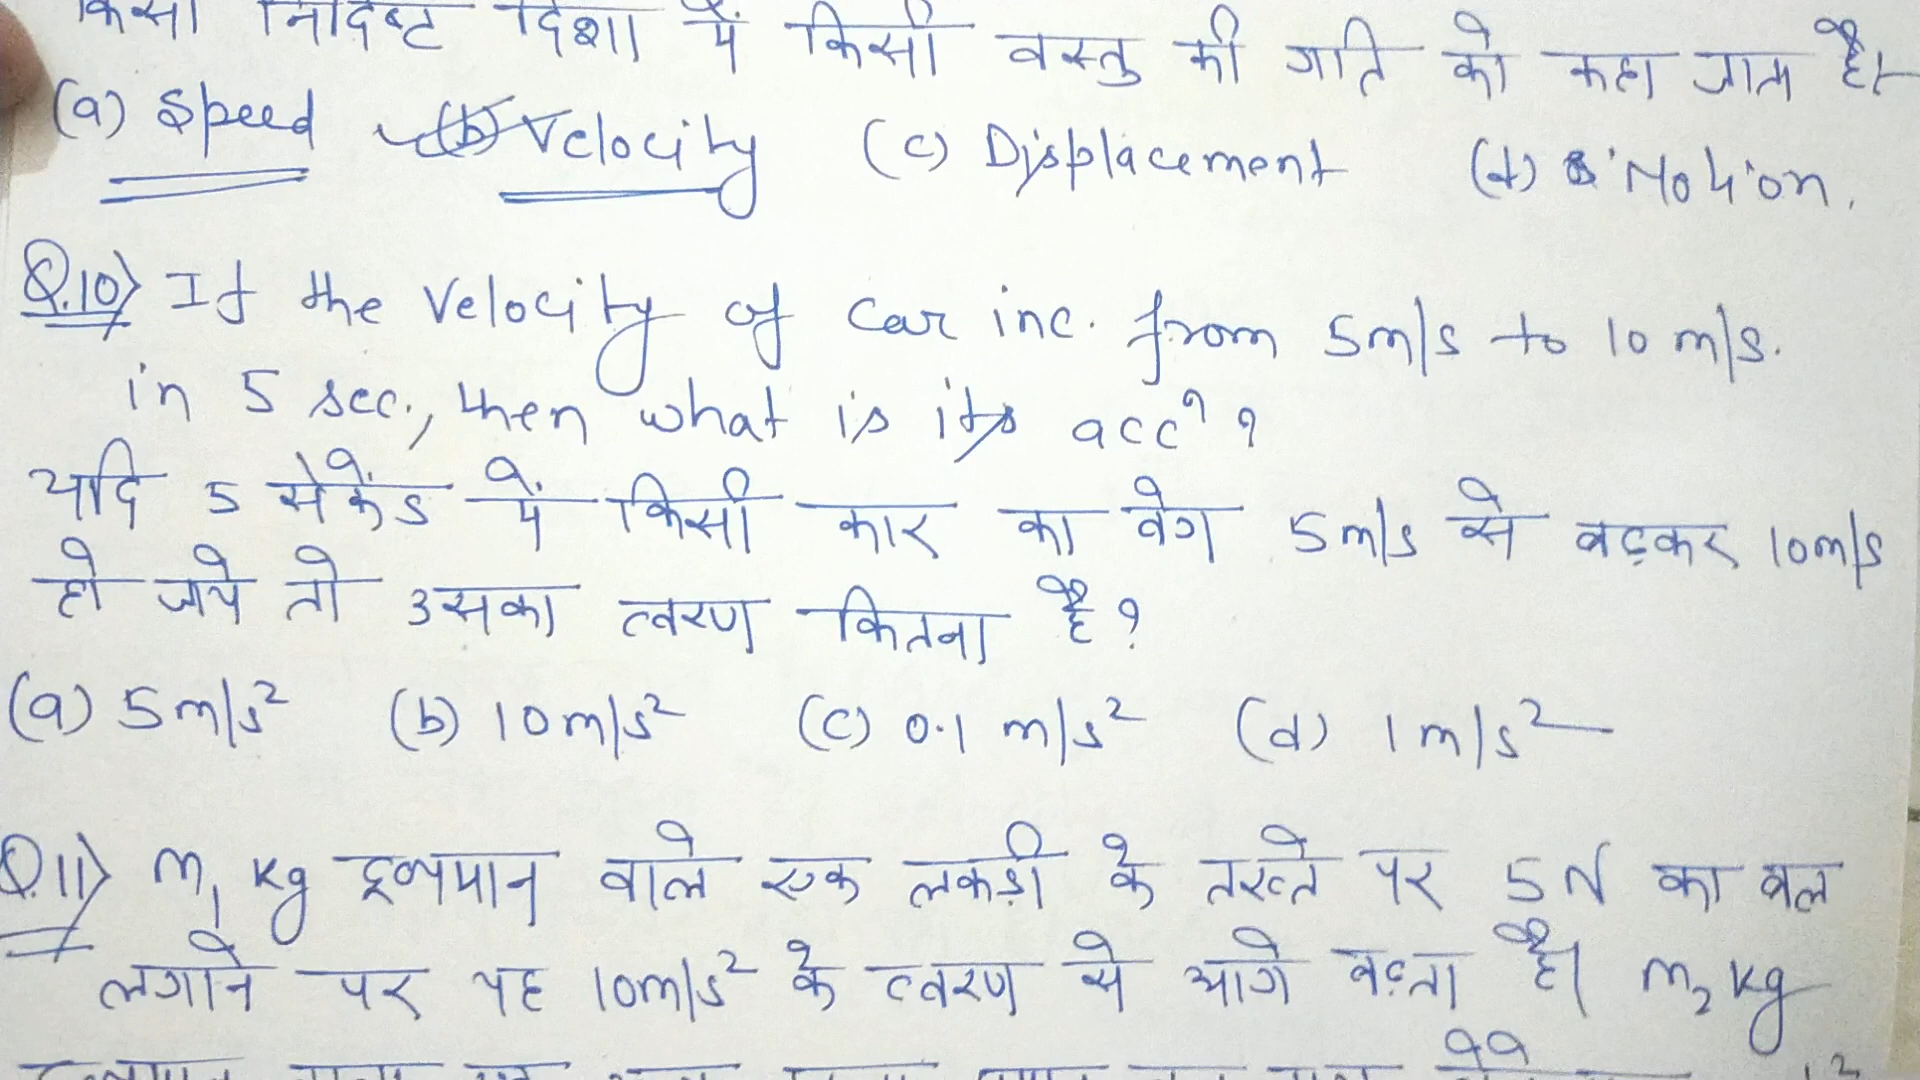 किसी निर्दिष्ट दिशा में किसी वस्तु की गति को कहा जाता है।-
(a) Speed (b) Velocity (c) Displacement (d) Motion.
Q.10) If the Velocity of Car inc. from 5m/s to 10 m/s.
in 5 sec., then what is its accⁿ ?
यदि 5 सेकेंड में किसी कार का वेग 5m/s से बढ़कर 10m/s
हो जाये तो उसका त्वरण कितना है ?
(a) 5m/s² (b) 10m/s² (c) 0.1 m/s² (d) 1m/s²
Q.11) m₁ kg द्रव्यमान वाले एक लकड़ी के तख्ते पर 5N का बल
लगाने पर यह 10m/s² के त्वरण से आगे बढ़ता है। m₂ kg